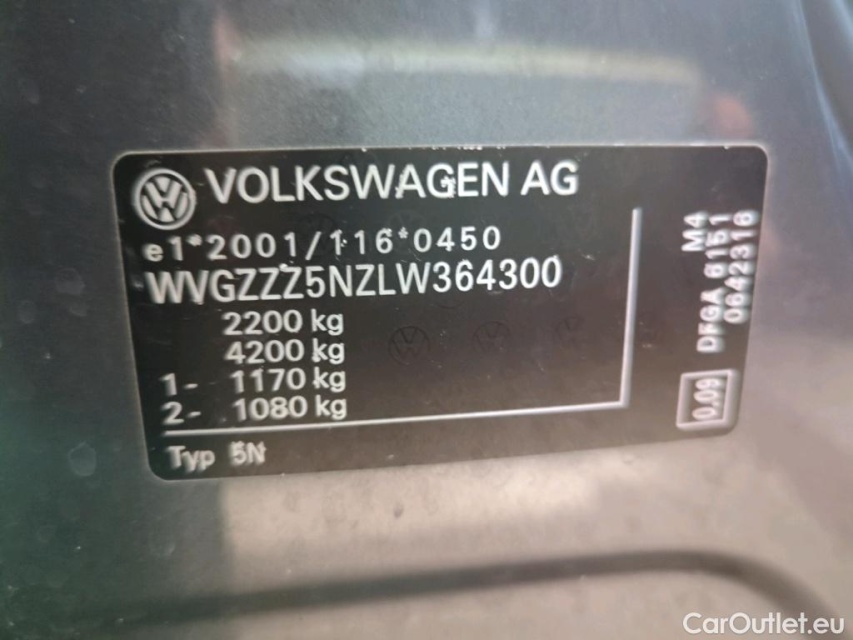 VOLKSWAGEN AG
e1*2001/116*0450
WVGZZZ5NZLW364300
2200 kg
4200 kg
1- 1170 kg
2- 1080 kg
Typ 5N
M4
DFGA 6151
0642316
0,09
CarOutlet.eu